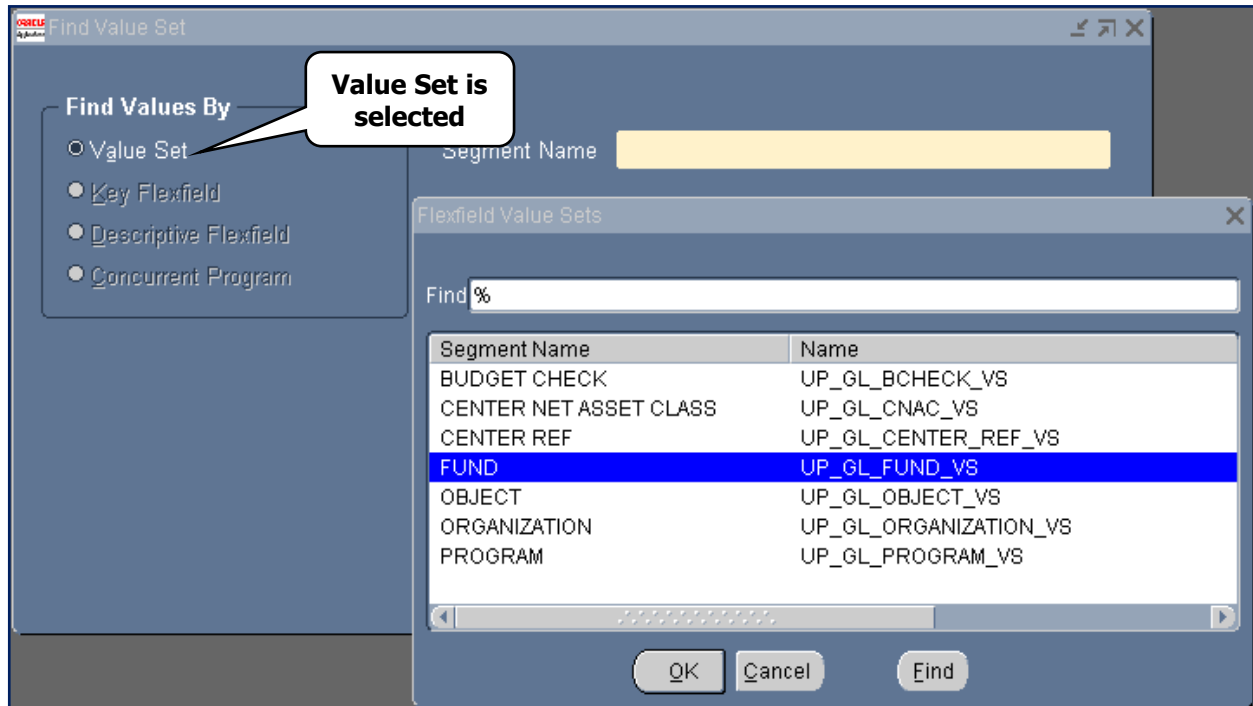 ORACLE
Applications
Find Value Set
Value Set is
selected
Find Values By
Value Set
Segment Name
Key Flexfield
Descriptive Flexfield
Concurrent Program
Flexfield Value Sets
Find %
Segment Name Name
BUDGET CHECK UP_GL_BCHECK_VS
CENTER NET ASSET CLASS UP_GL_CNAC_VS
CENTER REF UP_GL_CENTER_REF_VS
FUND UP_GL_FUND_VS
OBJECT UP_GL_OBJECT_VS
ORGANIZATION UP_GL_ORGANIZATION_VS
PROGRAM UP_GL_PROGRAM_VS
OK Cancel Find